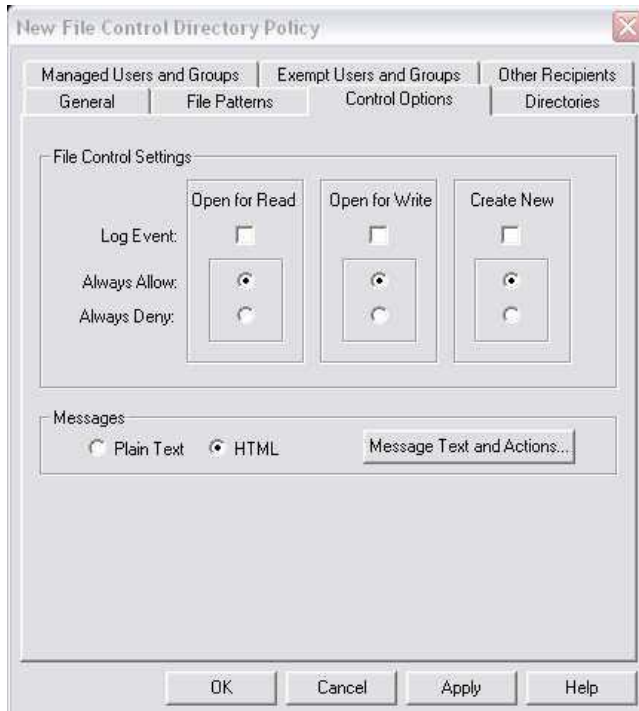 New File Control Directory Policy
Managed Users and Groups Exempt Users and Groups Other Recipients
General File Patterns Control Options Directories
File Control Settings
Open for Read Open for Write Create New
Log Event:
Always Allow:
Always Deny:
Messages
Plain Text HTML Message Text and Actions...
OK Cancel Apply Help